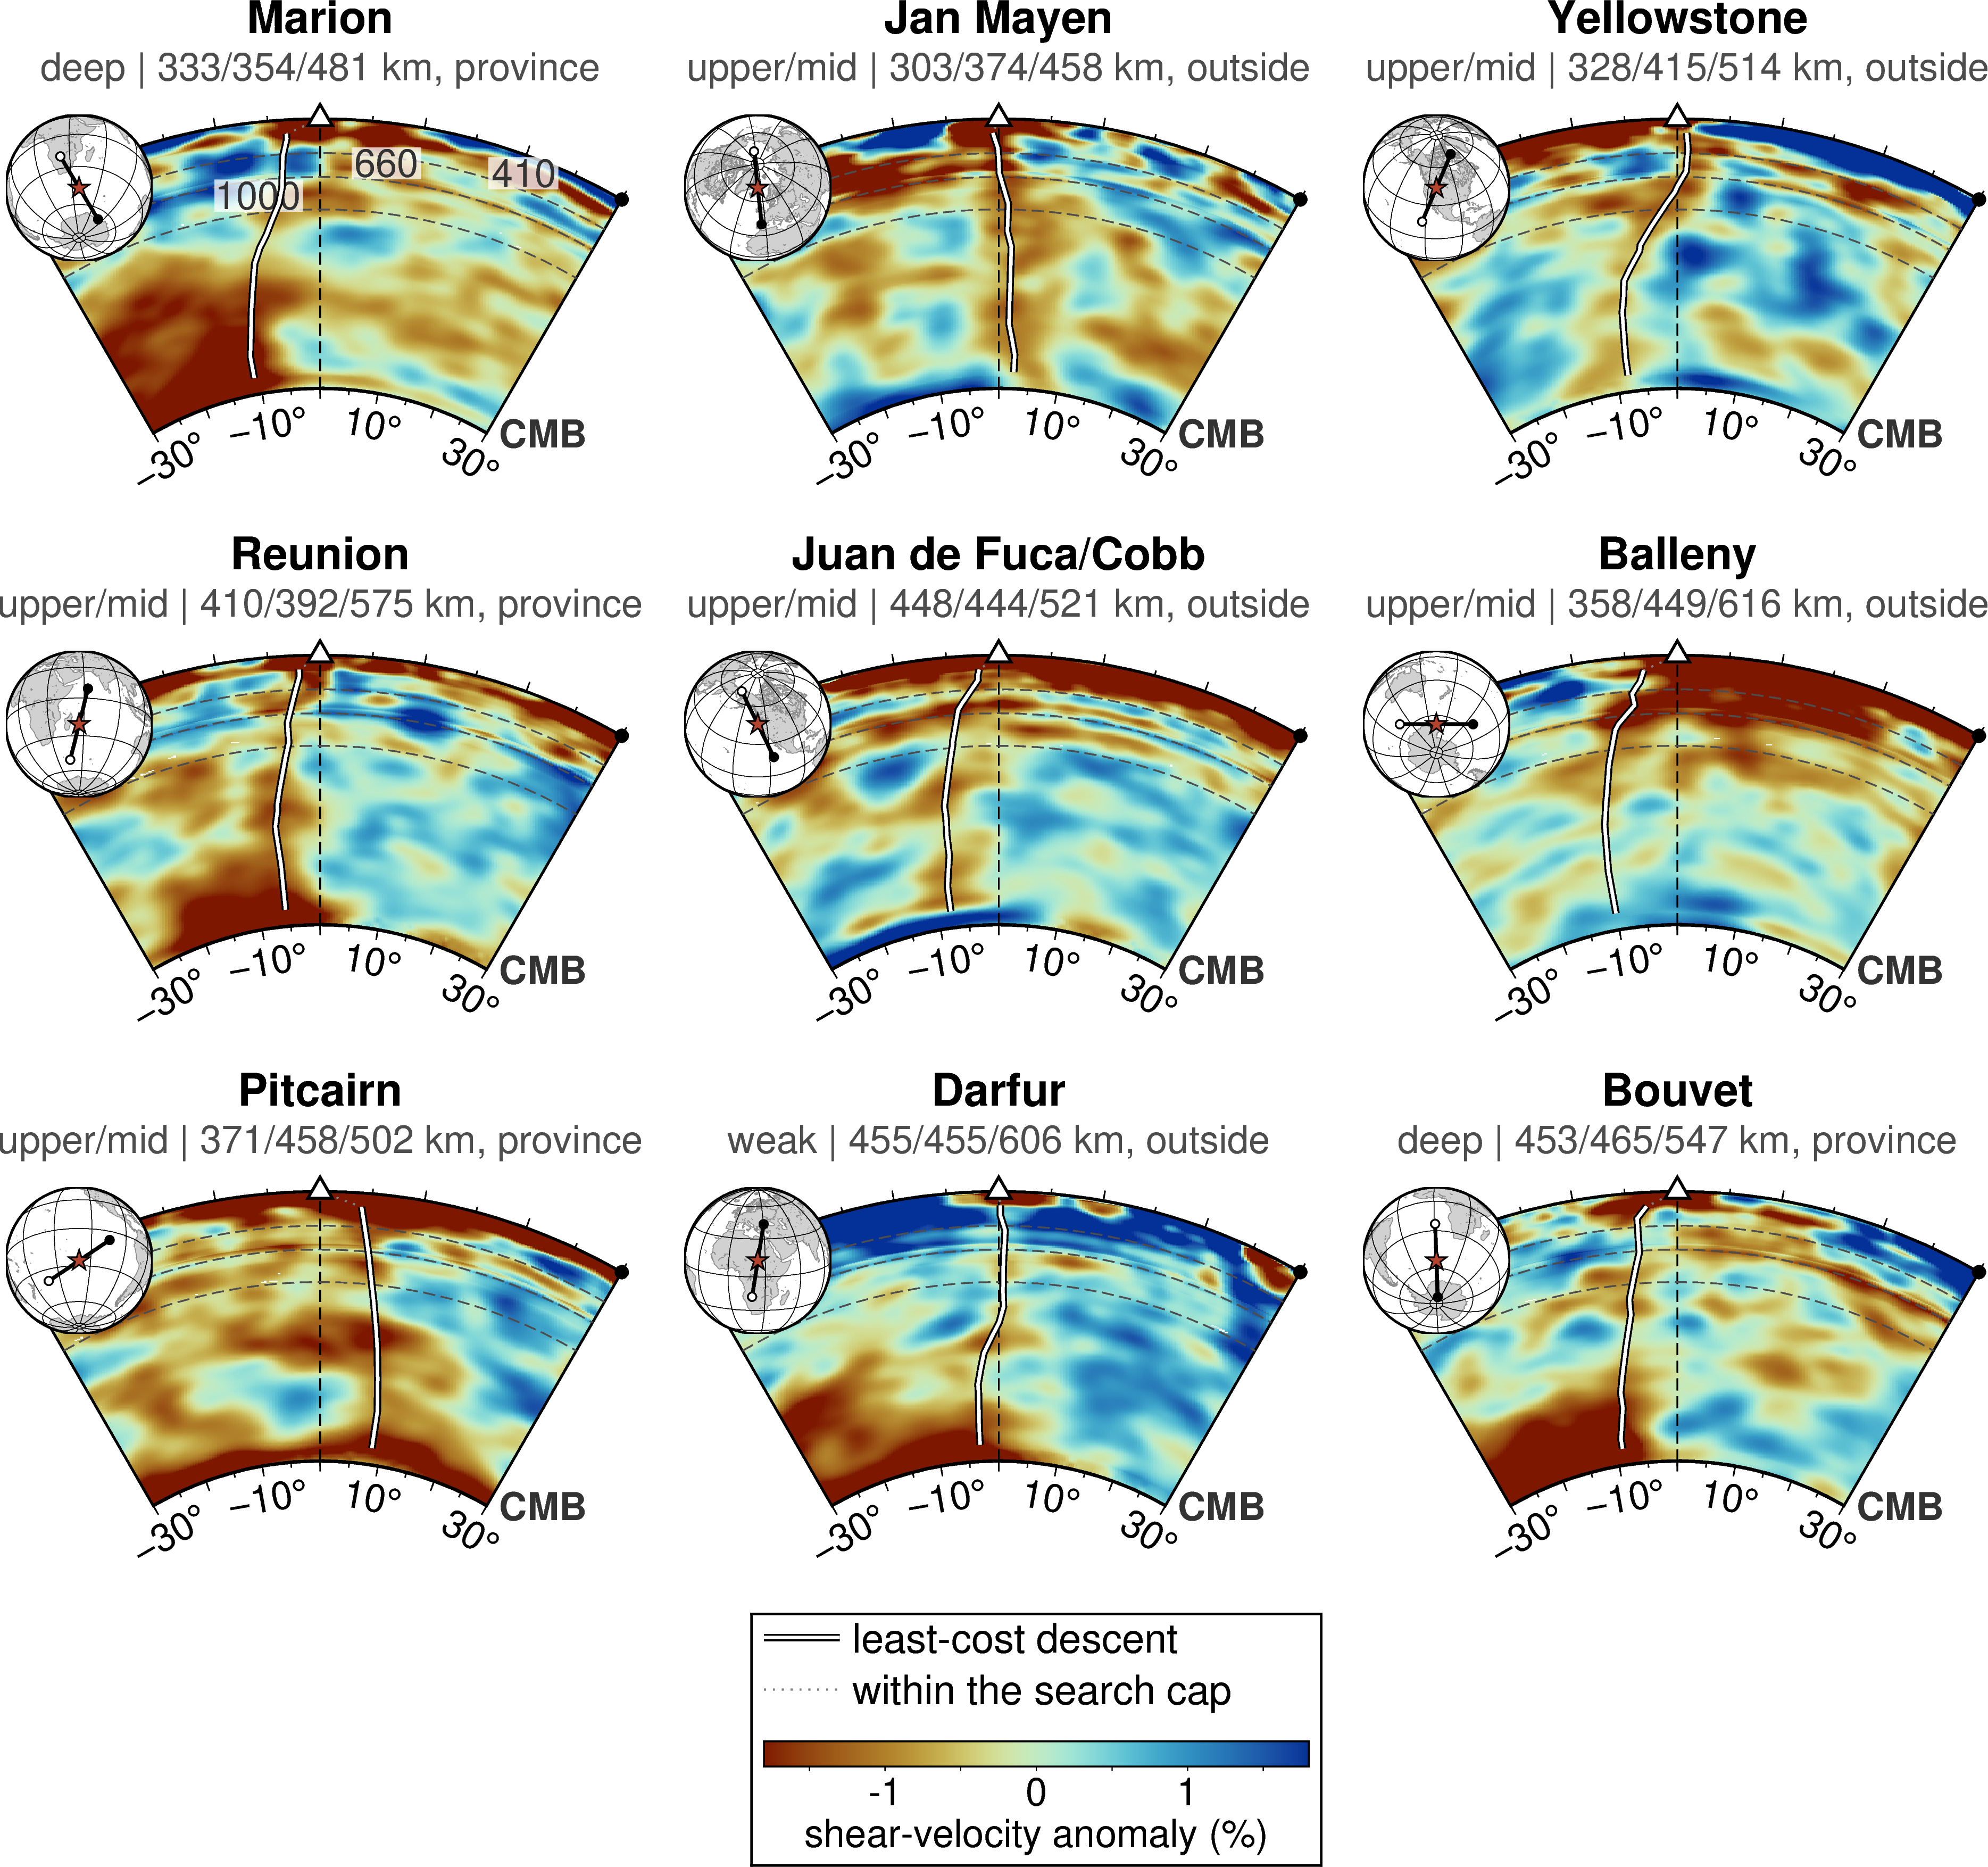 Marion
deep | 333/354/481 km, province
660
410
1000
−30°
−10°
10°
30°
CMB
Jan Mayen
upper/mid | 303/374/458 km, outside
−30°
−10°
10°
30°
CMB
Yellowstone
upper/mid | 328/415/514 km, outside
−30°
−10°
10°
30°
CMB
Reunion
upper/mid | 410/392/575 km, province
−30°
−10°
10°
30°
CMB
Juan de Fuca/Cobb
upper/mid | 448/444/521 km, outside
−30°
−10°
10°
30°
CMB
Balleny
upper/mid | 358/449/616 km, outside
−30°
−10°
10°
30°
CMB
Pitcairn
upper/mid | 371/458/502 km, province
−30°
−10°
10°
30°
CMB
Darfur
weak | 455/455/606 km, outside
−30°
−10°
10°
30°
CMB
Bouvet
deep | 453/465/547 km, province
−30°
−10°
10°
30°
CMB
least-cost descent
within the search cap
-1 0 1
shear-velocity anomaly (%)